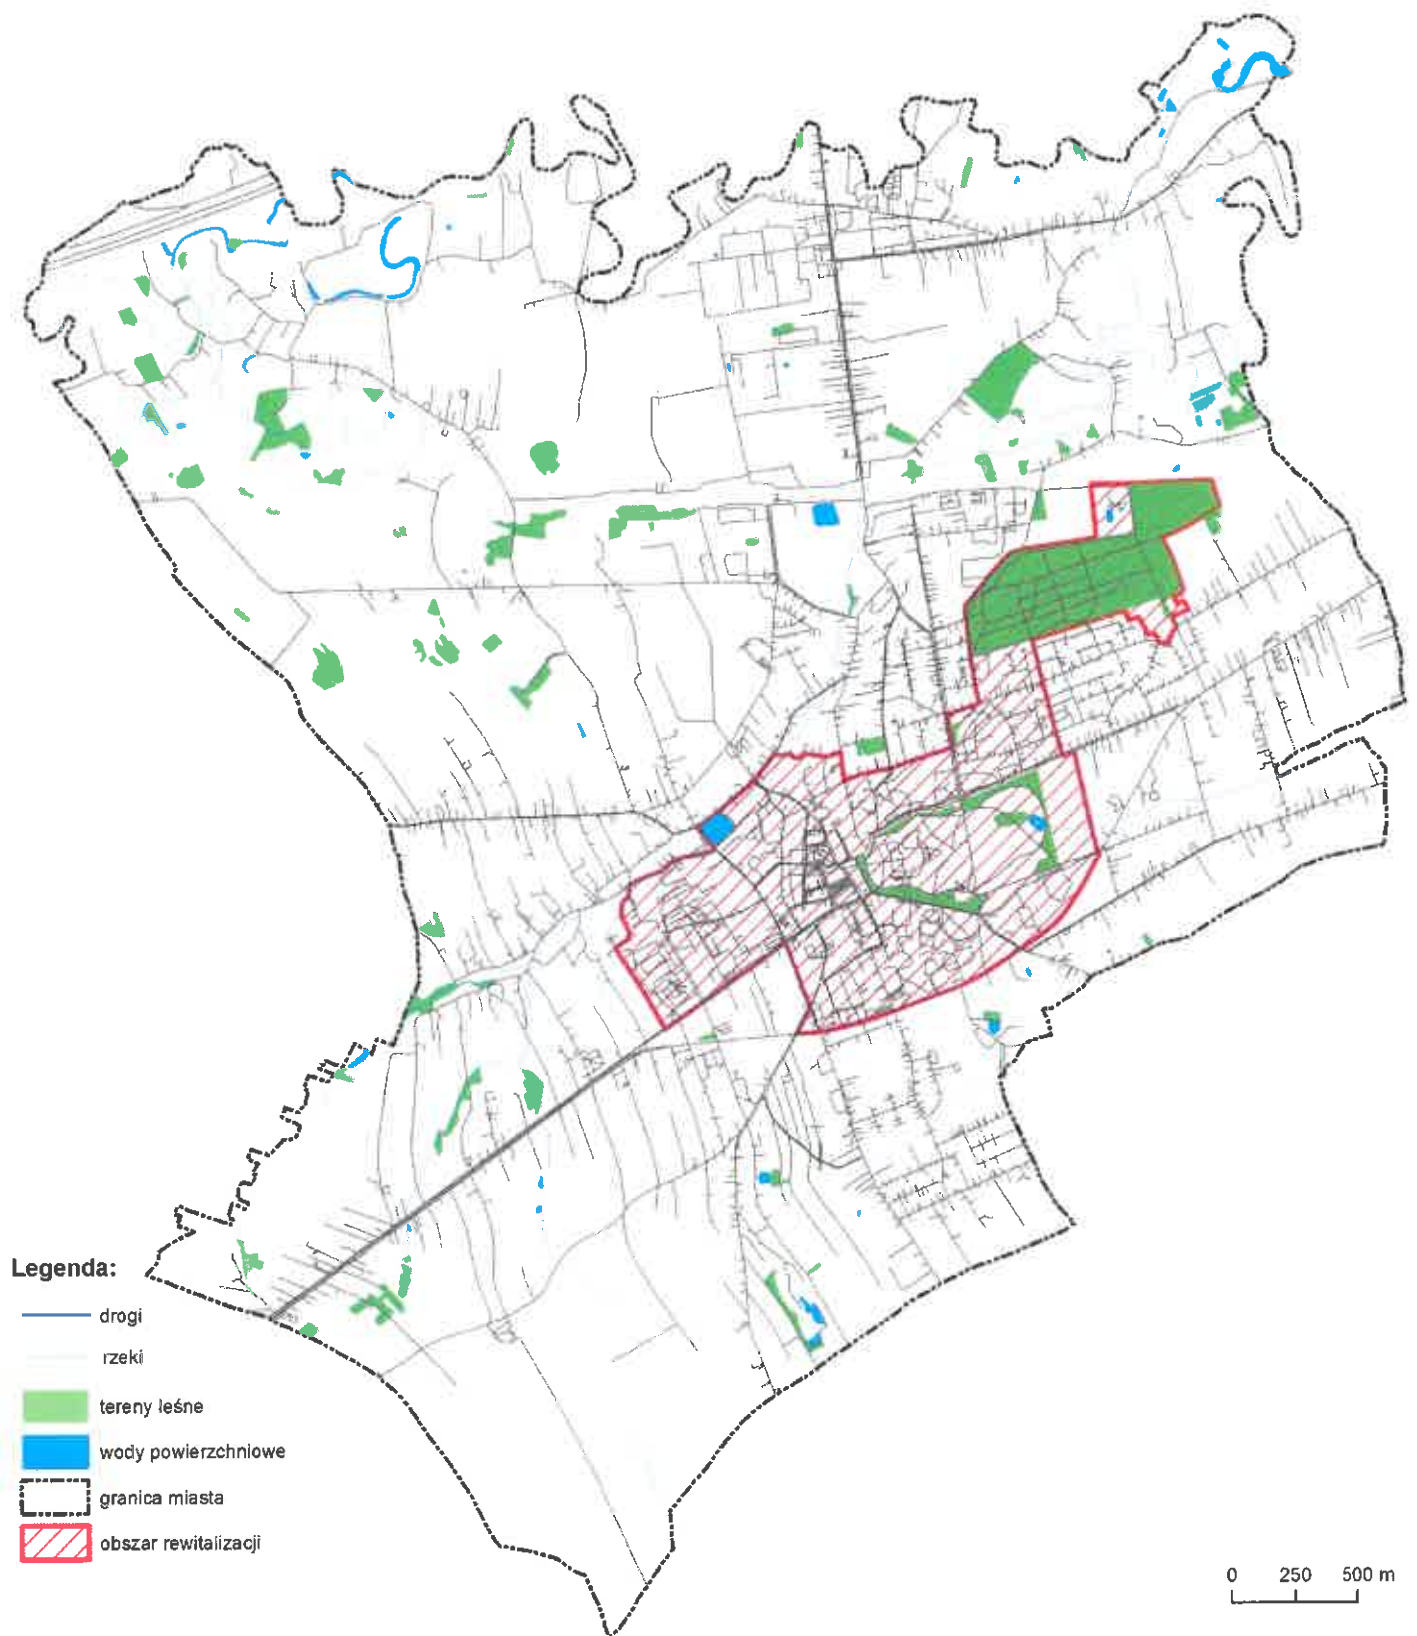 Legenda:
drogi
rzeki
tereny leśne
wody powierzchniowe
granica miasta
obszar rewitalizacji
0 250 500 m